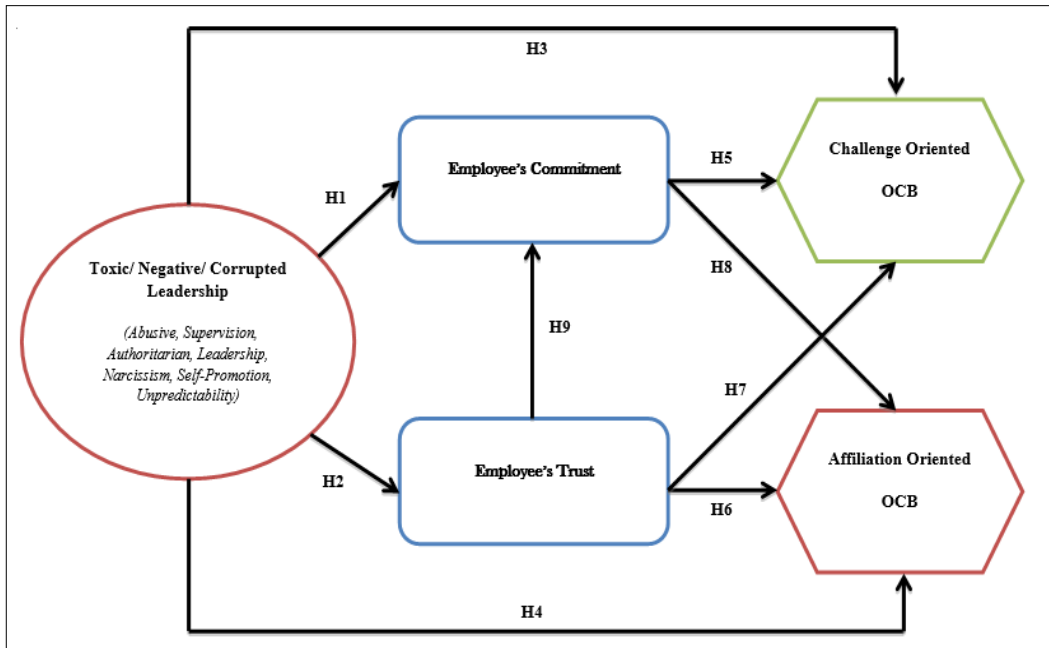 H3
Challenge Oriented
OCB
Employee's Commitment
H5
H1
H8
Toxic/ Negative/ Corrupted
Leadership
(Abusive, Supervision,
Authoritarian, Leadership,
Narcissism, Self-Promotion,
Unpredictability)
H9
H7
Employee's Trust
H2
H6
Affiliation Oriented
OCB
H4